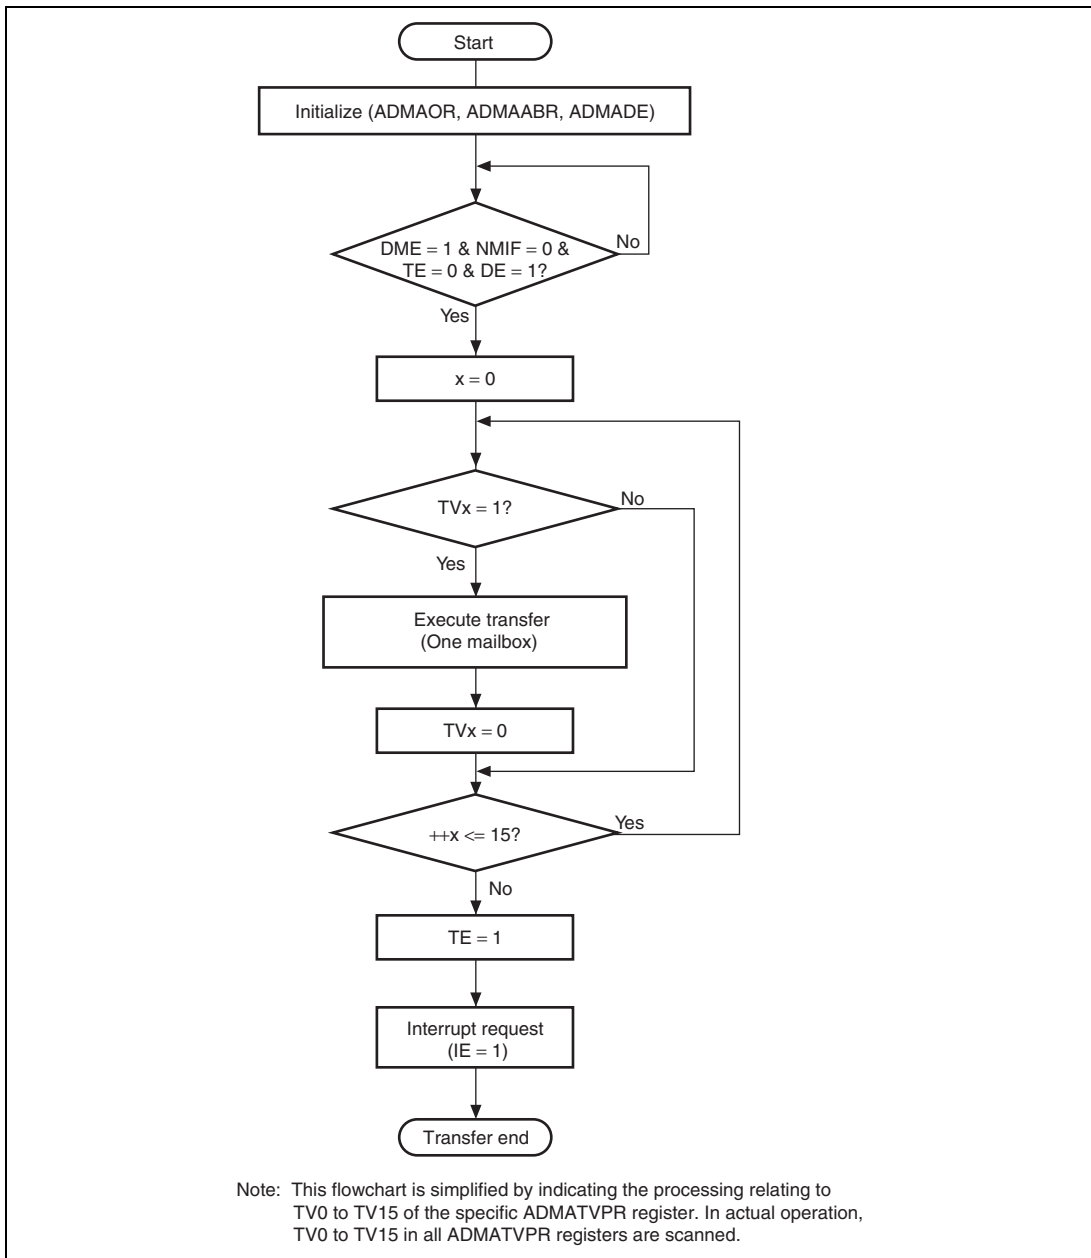 Start
Initialize (ADMAOR, ADMAABR, ADMADE)
DME = 1 & NMIF = 0 &
TE = 0 & DE = 1?
No
Yes
x = 0
TVx = 1?
No
Yes
Execute transfer
(One mailbox)
TVx = 0
++x <= 15?
Yes
No
TE = 1
Interrupt request
(IE = 1)
Transfer end
Note: This flowchart is simplified by indicating the processing relating to
TV0 to TV15 of the specific ADMATVPR register. In actual operation,
TV0 to TV15 in all ADMATVPR registers are scanned.